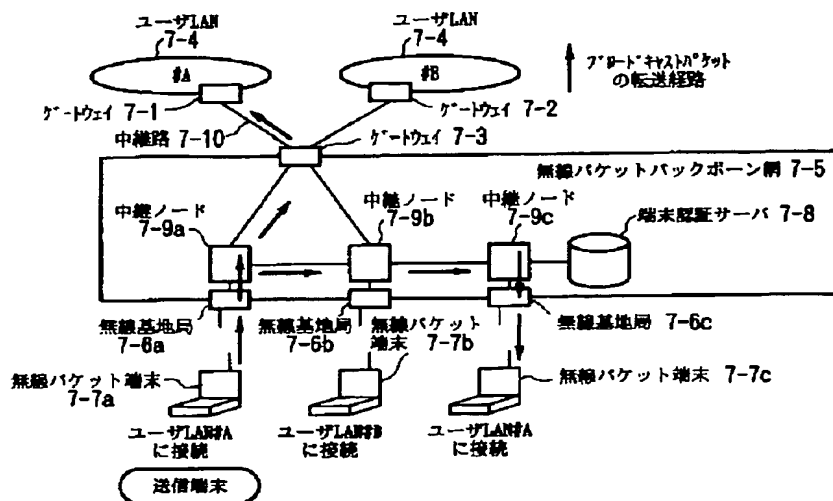 ユーザLAN
7-4
ユーザLAN
7-4
#A
#B
ブロードキャストパケット
の転送経路
ゲートウェイ 7-1
ゲートウェイ 7-2
中継路 7-10
ゲートウェイ 7-3
無線パケットバックボーン網 7-5
中継ノード
7-9a
中継ノード
7-9b
中継ノード
7-9c
端末認証サーバ 7-8
無線基地局
7-6a
無線基地局
7-6b
無線パケット
端末 7-7b
無線基地局 7-6c
無線パケット端末
7-7a
無線パケット端末 7-7c
ユーザLAN#A
に接続
ユーザLAN#B
に接続
ユーザLAN#A
に接続
送信端末